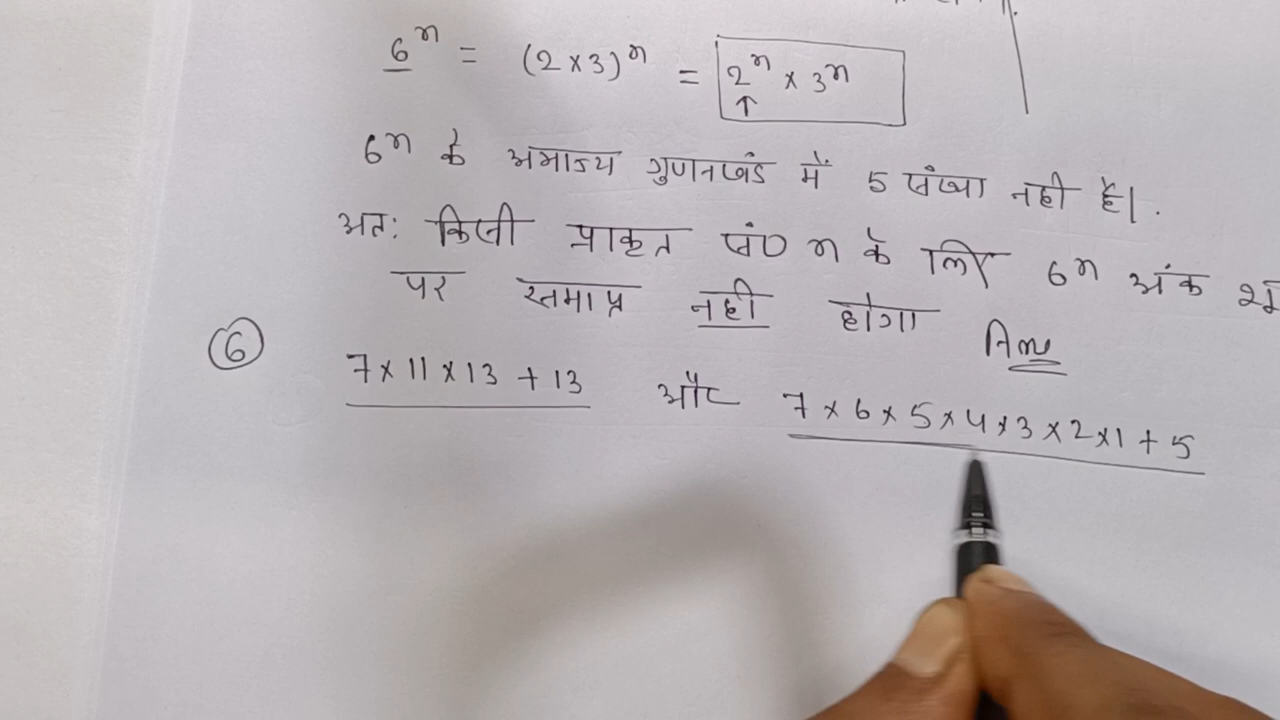 6ⁿ = (2×3)ⁿ = 2ⁿ × 3ⁿ
↑
6ⁿ के अभाज्य गुणनखंड में 5 संख्या नही है।.
अतः किसी प्राकृत सं० n के लिए 6ⁿ अंक
पर समाप्त नही होगा Ans
6 7×11×13 + 13 और 7×6×5×4×3×2×1 + 5